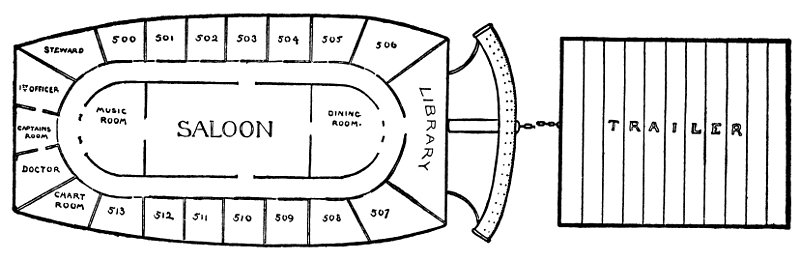 STEWARD
500
501
502
503
504
505
506
1ST OFFICER
CAPTAINS
ROOM
DOCTOR
CHART
ROOM
MUSIC
ROOM
SALOON
DINING
ROOM.
LIBRARY
TRAILER
513
512
511
510
509
508
507